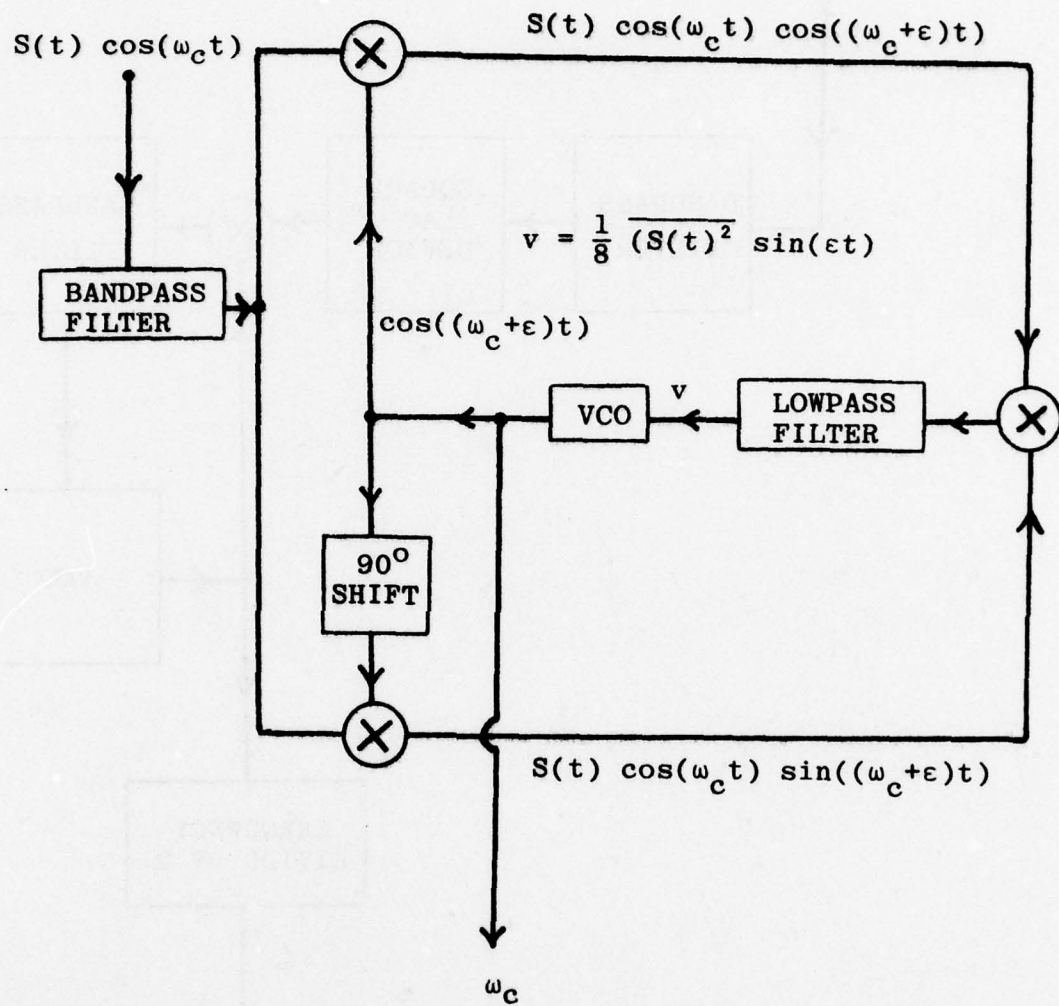 S(t) cos(ω_c t)
S(t) cos(ω_c t) cos((ω_c+ε)t)
v = 1/8 \overline{(S(t)^2} sin(εt)
BANDPASS
FILTER
cos((ω_c+ε)t)
VCO
v
LOWPASS
FILTER
90°
SHIFT
S(t) cos(ω_c t) sin((ω_c+ε)t)
ω_c